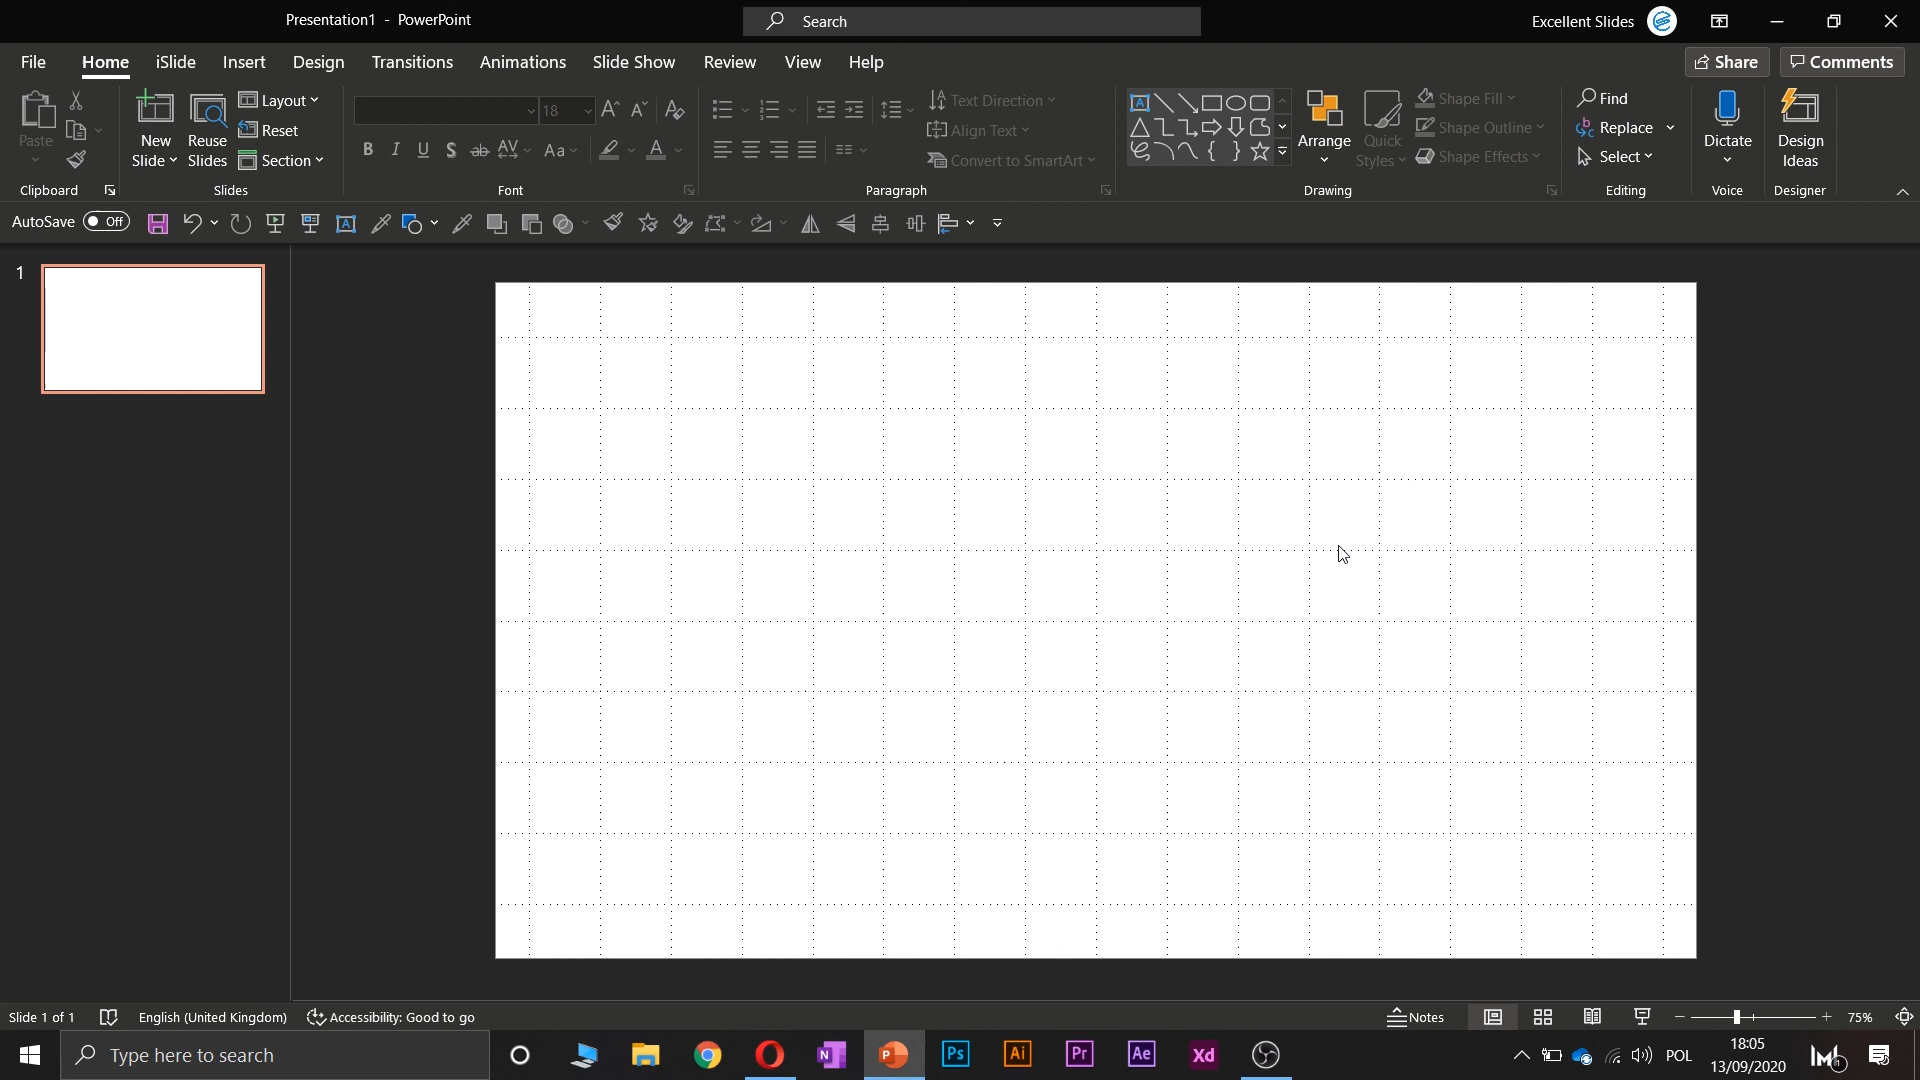 Presentation1 - PowerPoint
Search
Excellent Slides
File Home iSlide Insert Design Transitions Animations Slide Show Review View Help
Share Comments
Paste
New Slide
Reuse Slides
Layout
Reset
Section
18
B I U S ab AV Aa A
Text Direction
Align Text
Convert to SmartArt
Arrange
Quick Styles
Shape Fill
Shape Outline
Shape Effects
Find
Replace
Select
Dictate
Design Ideas
Clipboard Slides Font Paragraph Drawing Editing Voice Designer
AutoSave Off
1
Slide 1 of 1 English (United Kingdom) Accessibility: Good to go Notes 75%
Type here to search
N P Ps Ai Pr Ae Xd
POL
18:05
13/09/2020
1